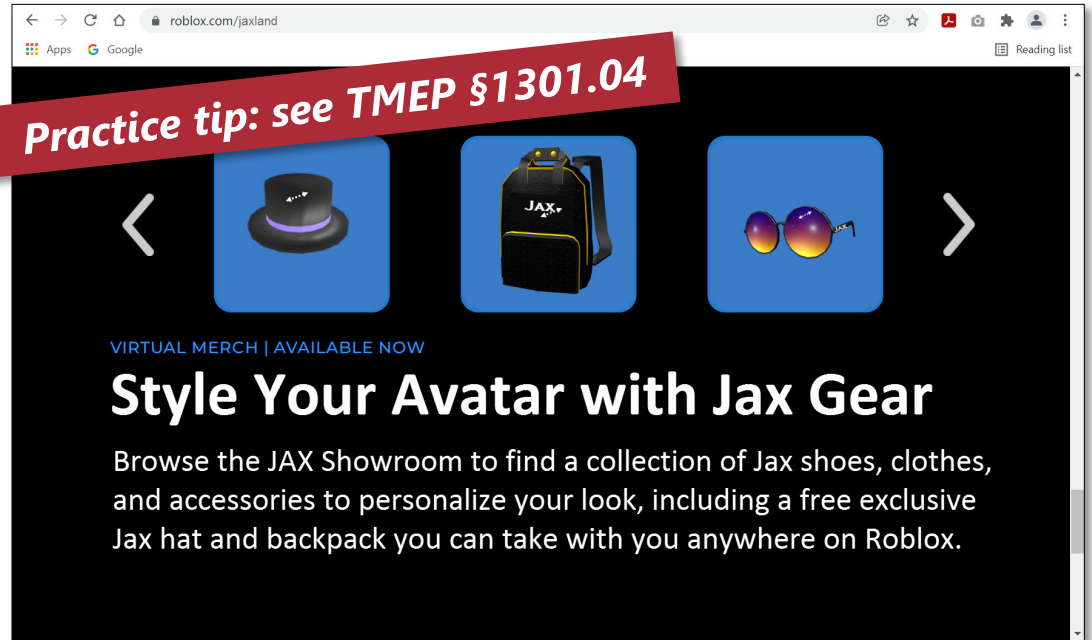 roblox.com/jaxland
Apps Google
Reading list
Practice tip: see TMEP §1301.04
JAX
JAX
VIRTUAL MERCH | AVAILABLE NOW
Style Your Avatar with Jax Gear
Browse the JAX Showroom to find a collection of Jax shoes, clothes,
and accessories to personalize your look, including a free exclusive
Jax hat and backpack you can take with you anywhere on Roblox.